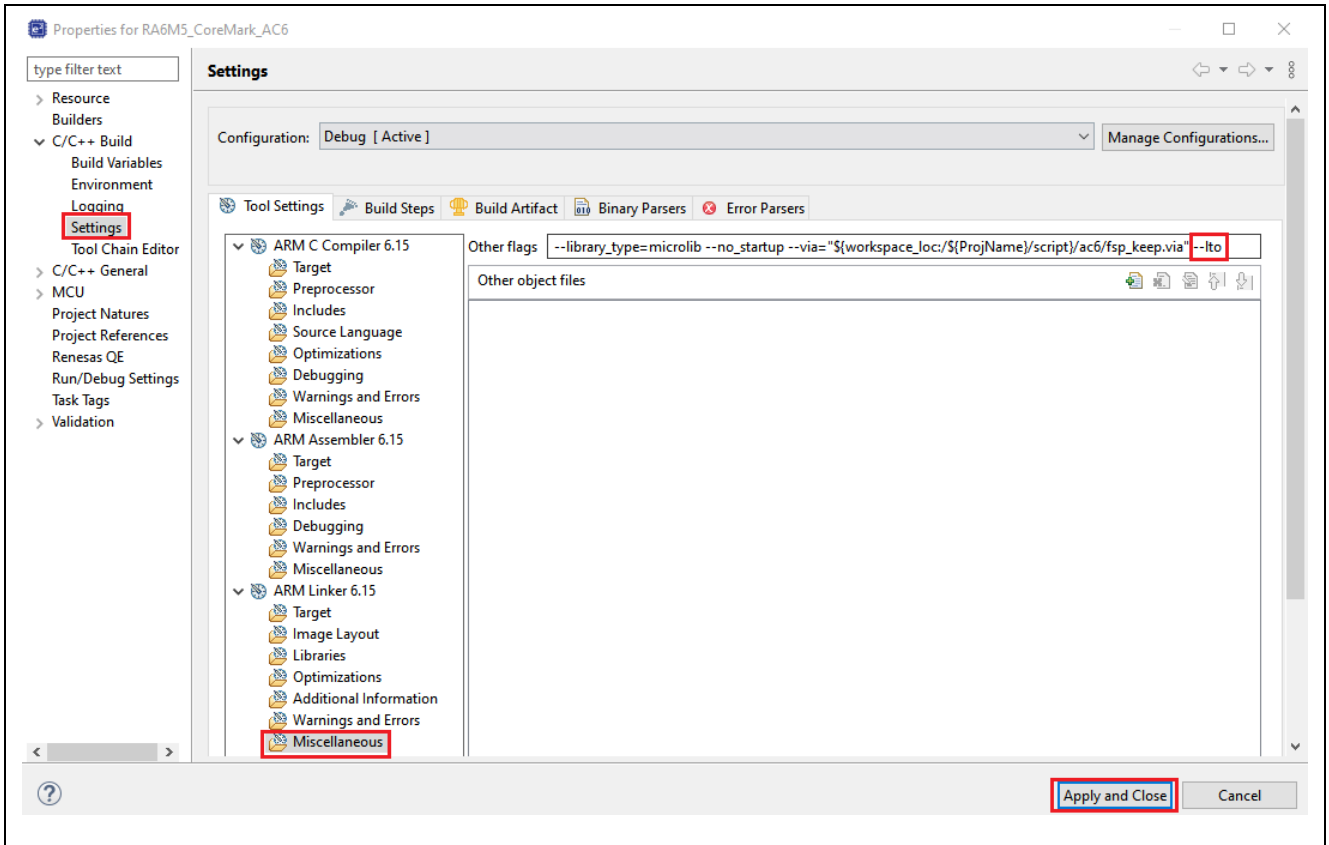 Properties for RA6M5_CoreMark_AC6
type filter text
Settings
Resource
Builders
C/C++ Build
Build Variables
Environment
Logging
Settings
Tool Chain Editor
C/C++ General
MCU
Project Natures
Project References
Renesas QE
Run/Debug Settings
Task Tags
Validation
Configuration: Debug [ Active ] Manage Configurations...
Tool Settings Build Steps Build Artifact Binary Parsers Error Parsers
ARM C Compiler 6.15
Target
Preprocessor
Includes
Source Language
Optimizations
Debugging
Warnings and Errors
Miscellaneous
ARM Assembler 6.15
Target
Preprocessor
Includes
Debugging
Warnings and Errors
Miscellaneous
ARM Linker 6.15
Target
Image Layout
Libraries
Optimizations
Additional Information
Warnings and Errors
Miscellaneous
Other flags --library_type=microlib --no_startup --via="${workspace_loc:/${ProjName}/script}/ac6/fsp_keep.via" --lto
Other object files
Apply and Close Cancel